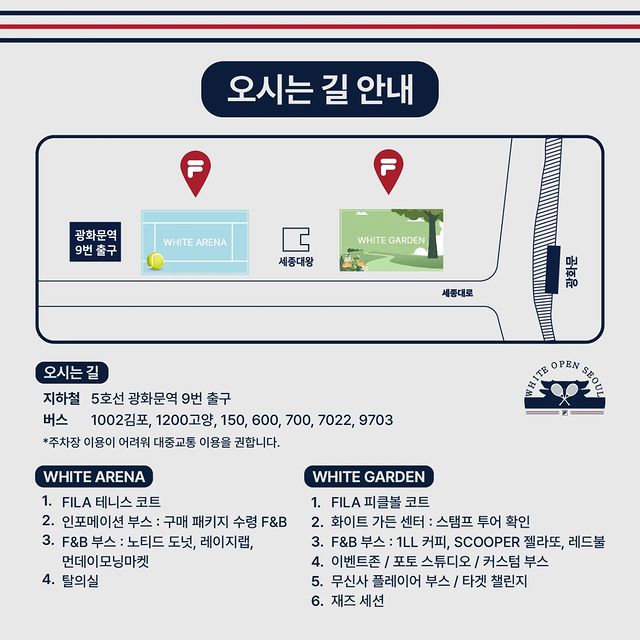 오시는 길 안내
F
F
광화문역
9번 출구
WHITE ARENA
세종대왕
WHITE GARDEN
세종대로
광화문
오시는 길
지하철 5호선 광화문역 9번 출구
버스 1002김포, 1200고양, 150, 600, 700, 7022, 9703
*주차장 이용이 어려워 대중교통 이용을 권합니다.
WHITE OPEN SEOUL
WHITE ARENA
1. FILA 테니스 코트
2. 인포메이션 부스 : 구매 패키지 수령 F&B
3. F&B 부스 : 노티드 도넛, 레이지랩,
먼데이모닝마켓
4. 탈의실
WHITE GARDEN
1. FILA 피클볼 코트
2. 화이트 가든 센터 : 스탬프 투어 확인
3. F&B 부스 : 1LL 커피, SCOOPER 젤라또, 레드불
4. 이벤트존 / 포토 스튜디오 / 커스텀 부스
5. 무신사 플레이어 부스 / 타겟 챌린지
6. 재즈 세션